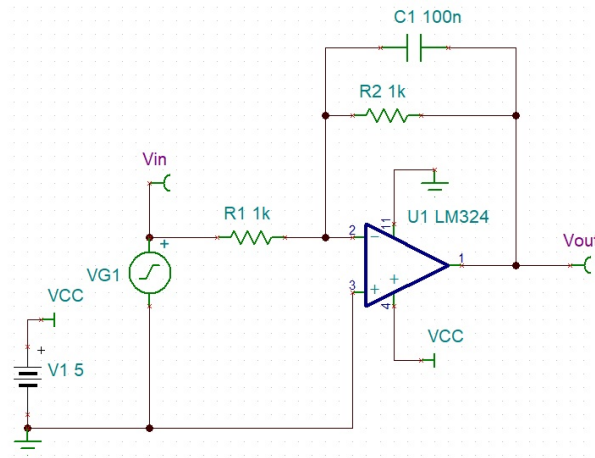 C1 100n
R2 1k
Vin
R1 1k
11
U1 LM324
2
1
Vout
VG1
3
4
VCC
VCC
V1 5